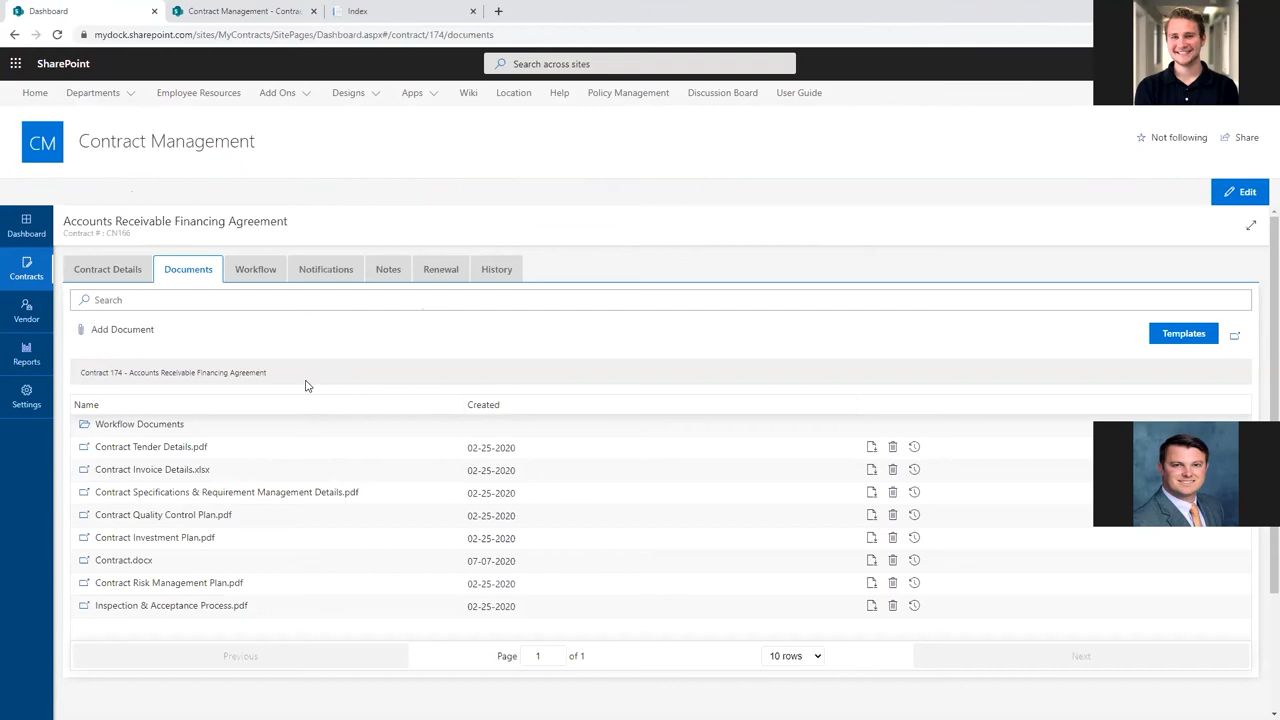 Dashboard
Contract Management - Contrac
Index
mydock.sharepoint.com/sites/MyContracts/SitePages/Dashboard.aspx#/contract/174/documents
SharePoint
Search across sites
Home Departments Employee Resources Add Ons Designs Apps Wiki Location Help Policy Management Discussion Board User Guide
CM
Contract Management
Not following
Share
Edit
Dashboard
Contracts
Vendor
Reports
Settings
Accounts Receivable Financing Agreement
Contract # : CN166
Contract Details Documents Workflow Notifications Notes Renewal History
Search
Add Document
Templates
Contract 174 - Accounts Receivable Financing Agreement
Name Created
Workflow Documents
Contract Tender Details.pdf 02-25-2020
Contract Invoice Details.xlsx 02-25-2020
Contract Specifications & Requirement Management Details.pdf 02-25-2020
Contract Quality Control Plan.pdf 02-25-2020
Contract Investment Plan.pdf 02-25-2020
Contract.docx 07-07-2020
Contract Risk Management Plan.pdf 02-25-2020
Inspection & Acceptance Process.pdf 02-25-2020
Previous Page 1 of 1 10 rows Next